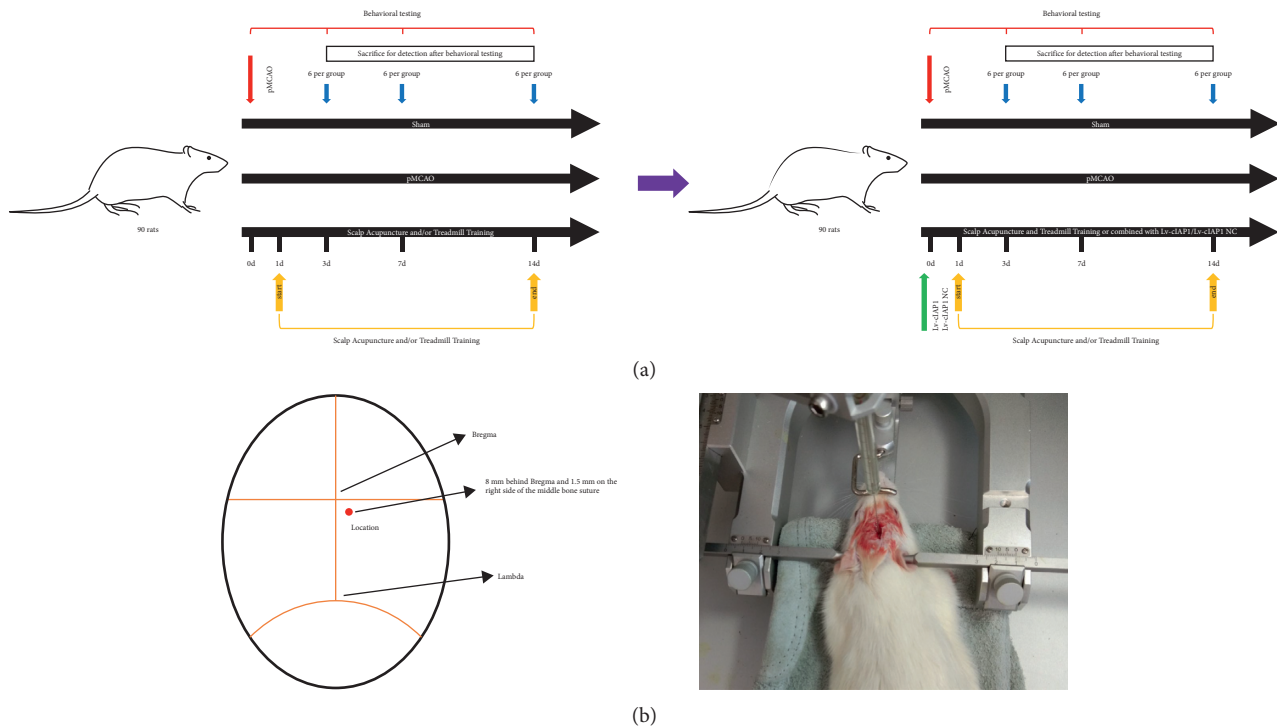 Behavioral testing
Sacrifice for detection after behavioral testing
pMCAO
6 per group
6 per group
6 per group
Sham
pMCAO
90 rats
Scalp Acupuncture and/or Treadmill Training
0d
1d
3d
7d
14d
start
end
Scalp Acupuncture and/or Treadmill Training
Behavioral testing
Sacrifice for detection after behavioral testing
pMCAO
6 per group
6 per group
6 per group
Sham
pMCAO
90 rats
Scalp Acupuncture and Treadmill Training or combined with Lv-cIAP1/Lv-cIAP1 NC
0d
1d
3d
7d
14d
Lv-cIAP1
Lv-cIAP1 NC
start
end
Scalp Acupuncture and/or Treadmill Training
(a)
Bregma
8 mm behind Bregma and 1.5 mm on the
right side of the middle bone suture
Location
Lambda
(b)